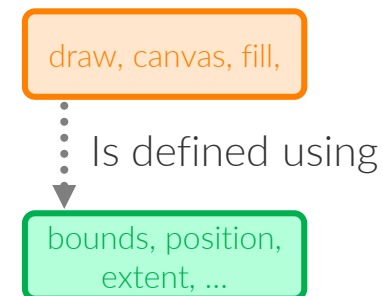 draw, canvas, fill,
Is defined using
bounds, position,
extent, ...